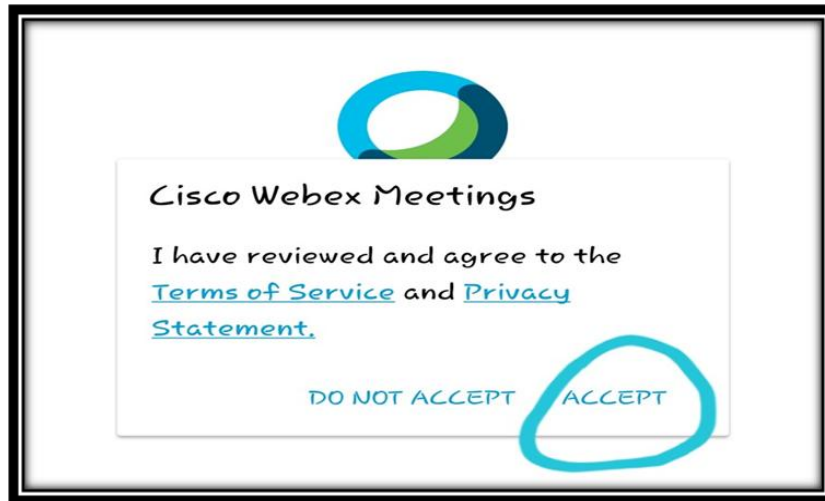 Cisco Webex Meetings
I have reviewed and agree to the
Terms of Service and Privacy
Statement.
DO NOT ACCEPT ACCEPT